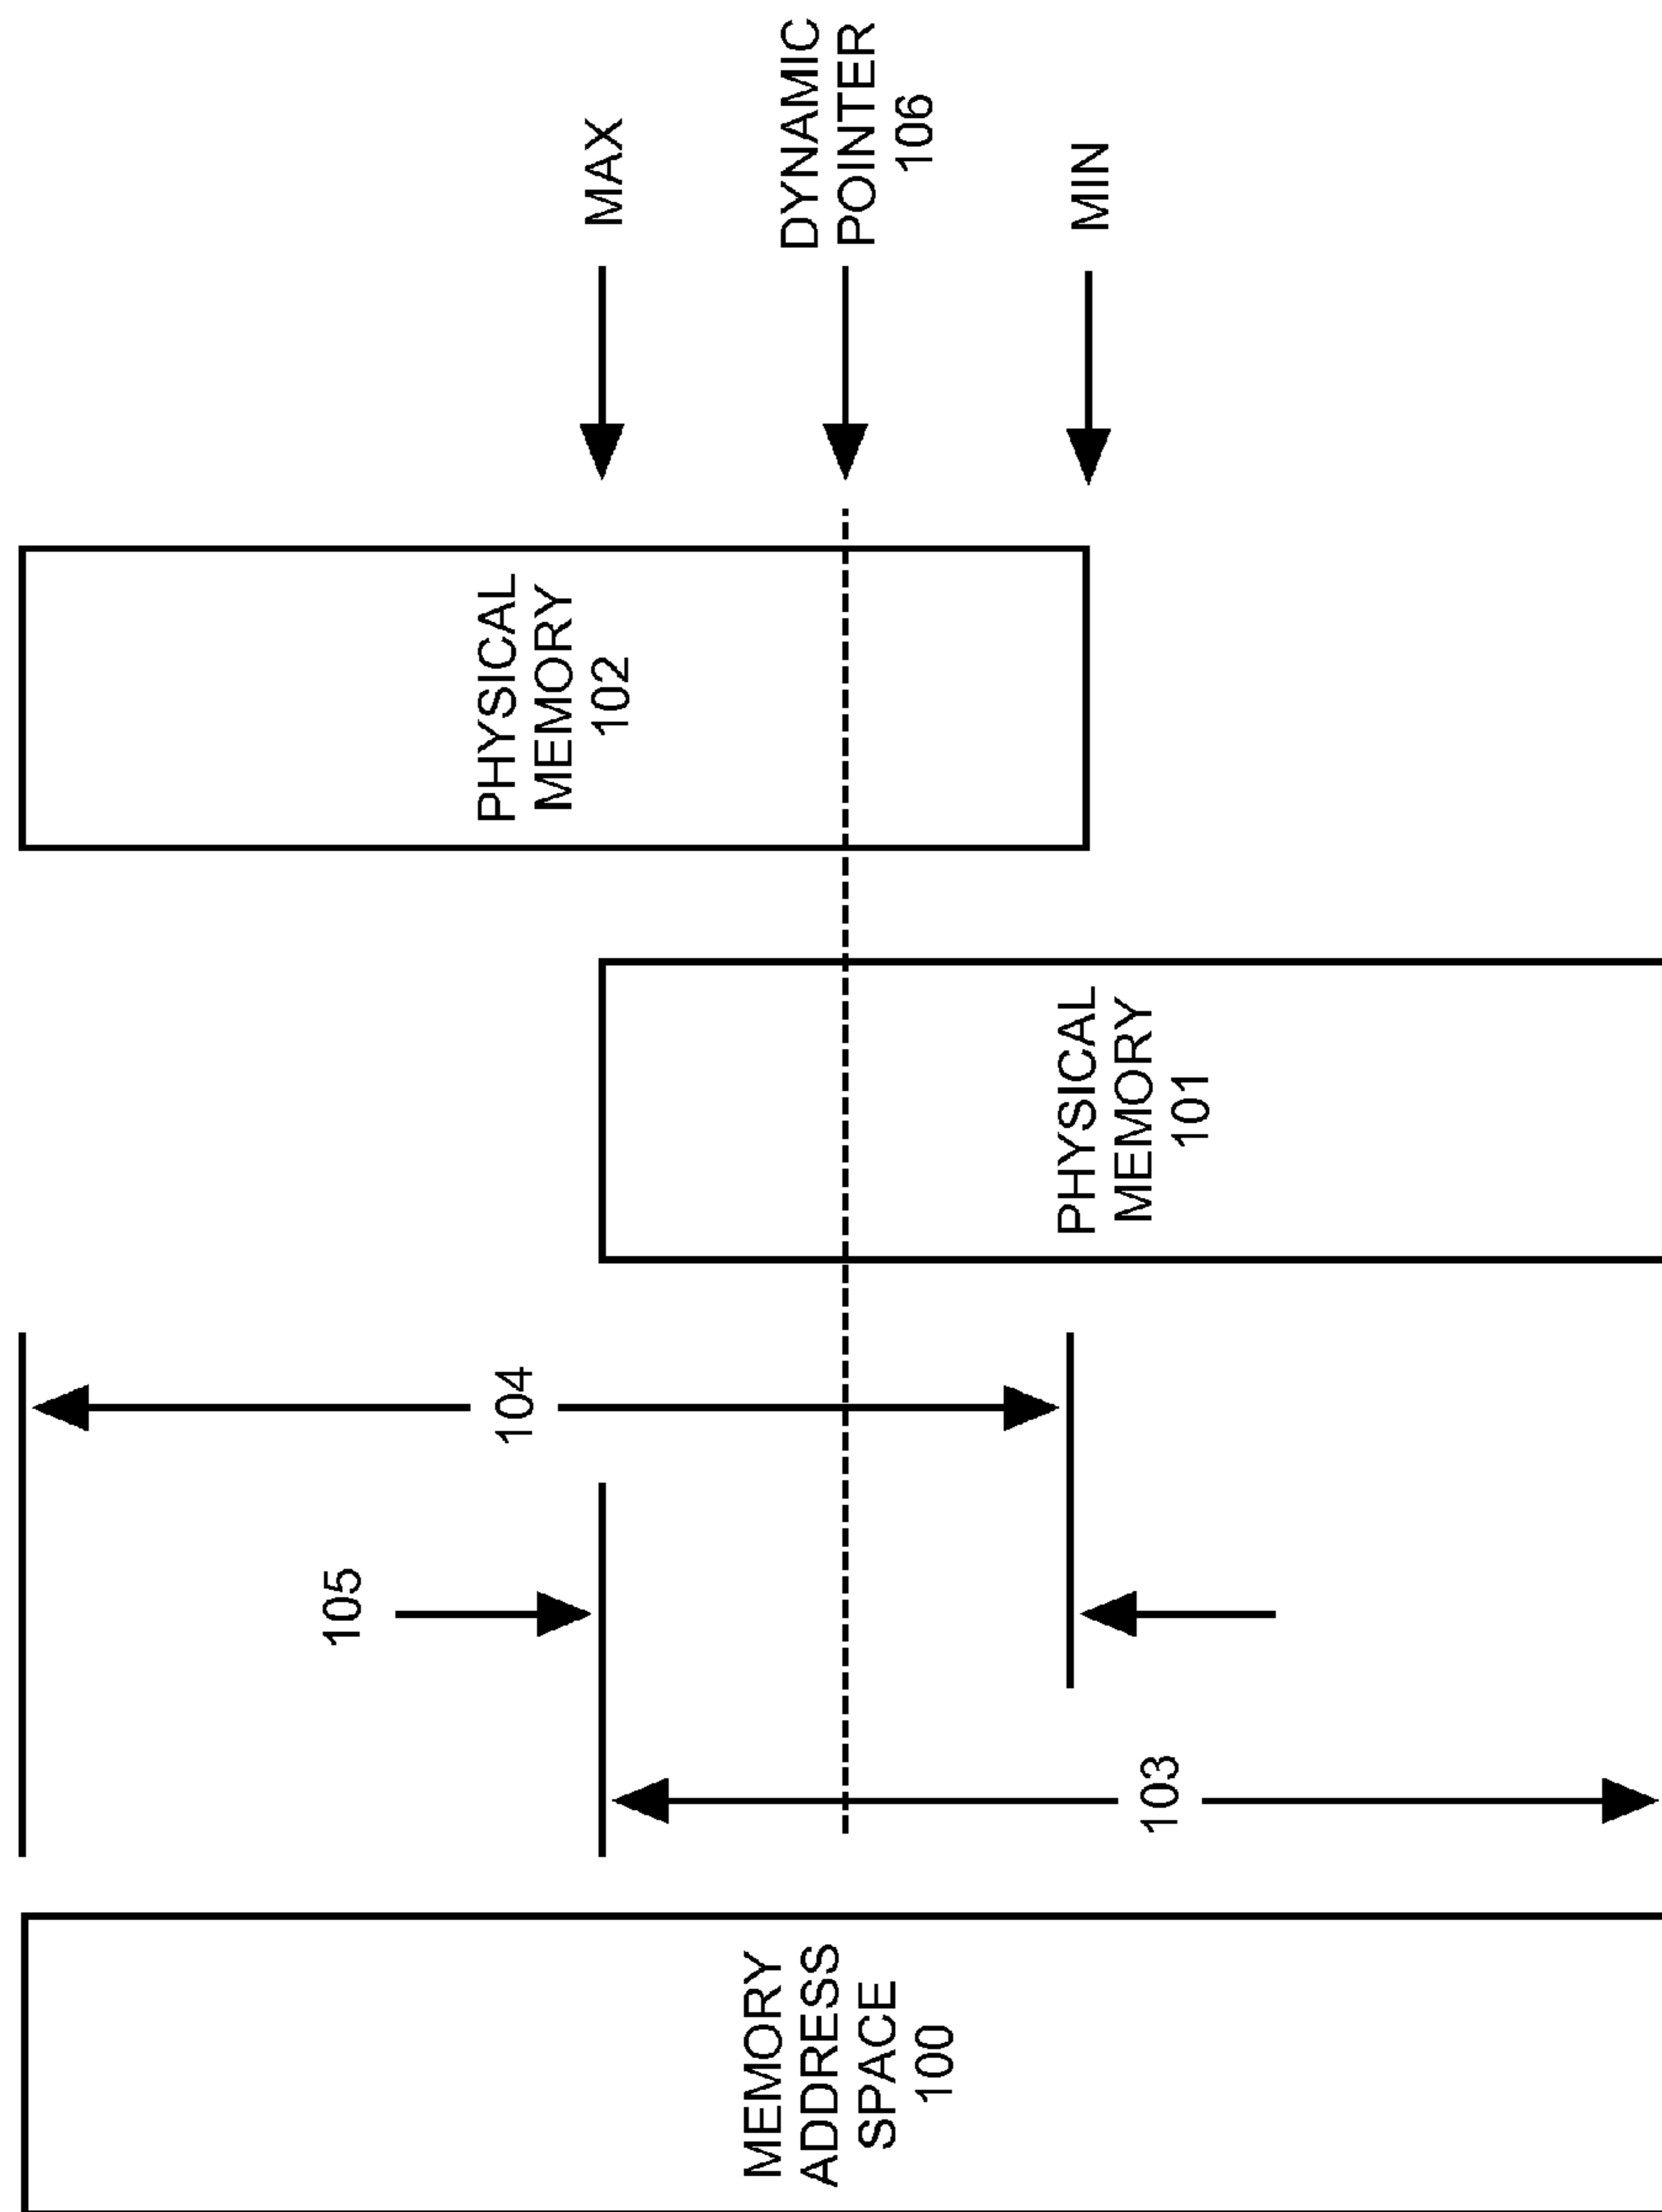 MEMORY
ADDRESS
SPACE
100
103
105
104
PHYSICAL
MEMORY
101
PHYSICAL
MEMORY
102
MAX
DYNAMIC
POINTER
106
MIN